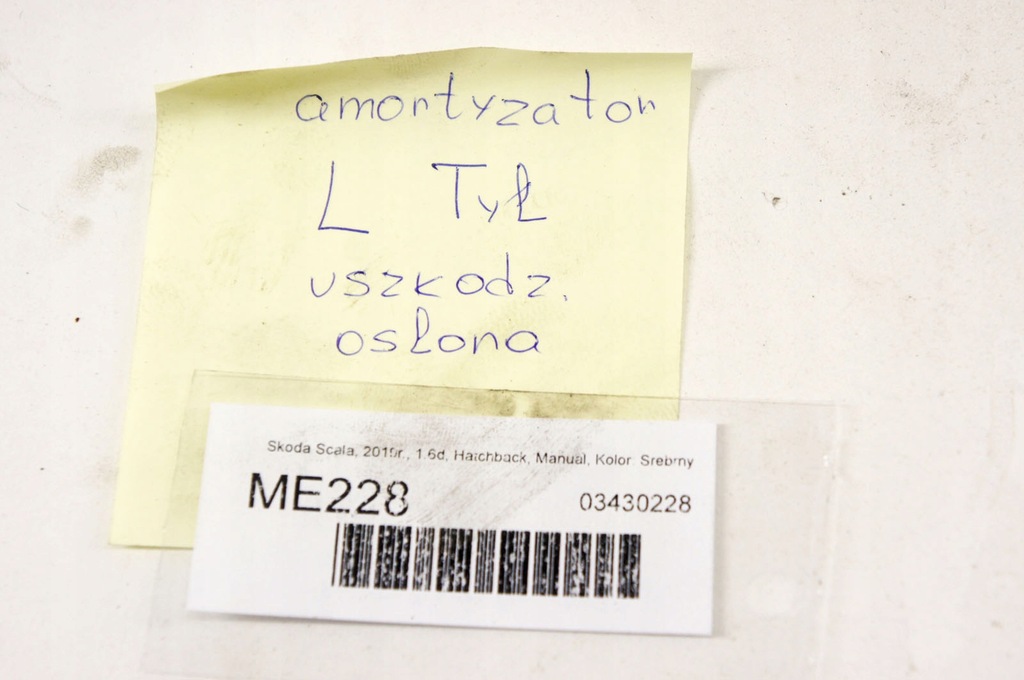 amortyzator
L Tył
uszkodz.
osłona
Skoda Scala, 2019r., 1.6d, Hatchback, Manual, Kolor: Srebrny
ME228 03430228